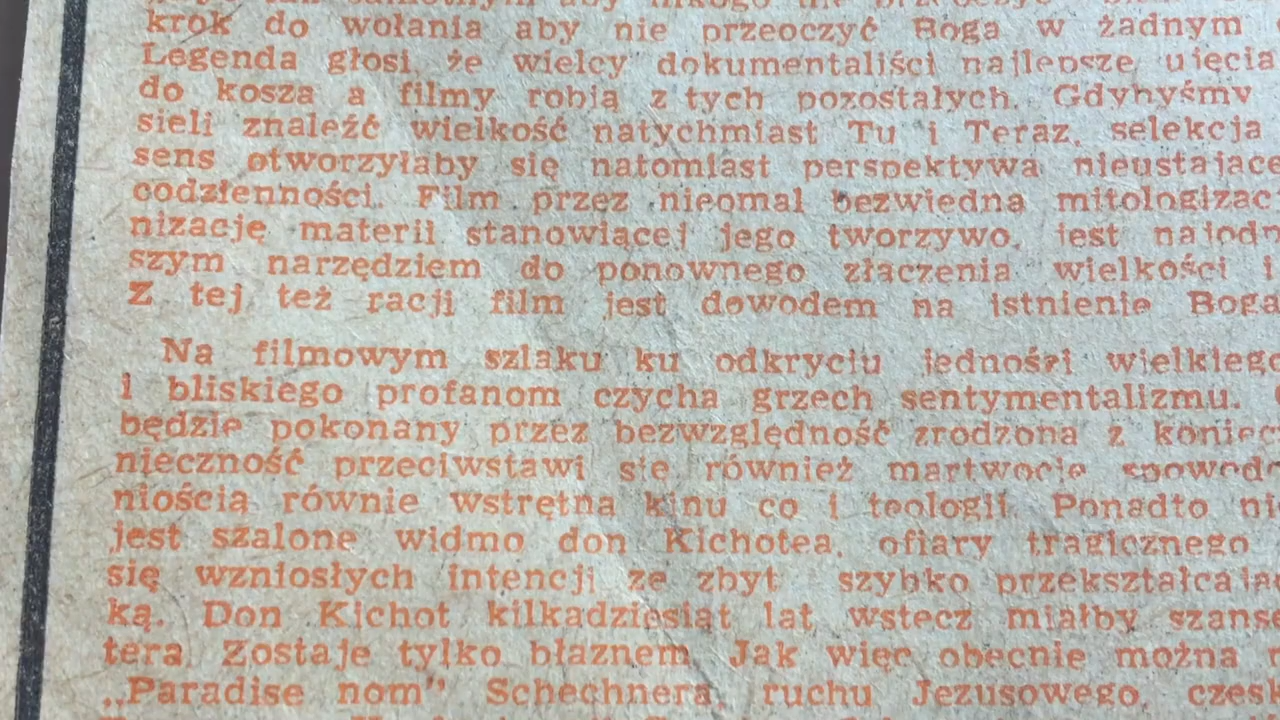 krok do wołania aby nie przeoczyć Boga w żadnym
Legenda głosi, że wielcy dokumentaliści najlepsze ujęcia
do kosza a filmy robią z tych pozostałych. Gdybyśmy
sieli znaleźć wielkość natychmiast Tu i Teraz, selekcja
sens otworzyłaby się natomiast perspektywa nieustające
codzienności. Film przez nieomal bezwiedną mitologizac
nizację materii stanowiącej jego tworzywo, jest najodp
szym narzędziem do ponownego złączenia wielkości i
Z tej też racji film jest dowodem na istnienie Boga
Na filmowym szlaku ku odkryciu jedności wielkiego
i bliskiego profanom czycha grzech sentymentalizmu.
będzie pokonany przez bezwzględność zrodzoną z koniec
nieczność przeciwstawi się również martwocie spowodo
niością równie wstrętną kinu co i teologii. Ponadto ni
jest szalone widmo don Kichotea, ofiary tragicznego
się wzniosłych intencji ze zbyt szybko przekształcając
ką. Don Kichot kilkadziesiąt lat wstecz miałby szansę
tera Zostaje tylko błaznem. Jak więc obecnie można
„Paradise nom” Schechnera, ruchu Jezusowego, czesk